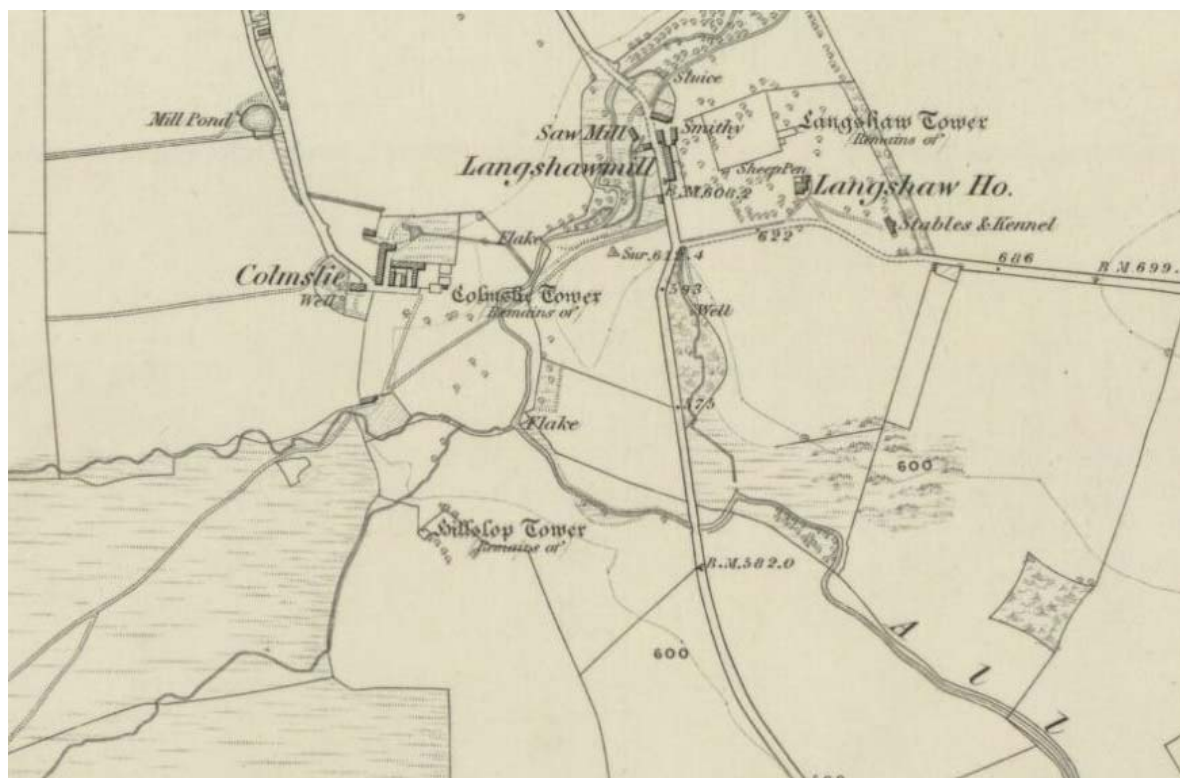 Sluice
Mill Pond
Langshaw Tower
Remains of
Saw Mill
Smithy
Langshawmill
Sheep Pen
B.M. 608.2
Langshaw Ho.
Stables & Kennel
622
Flake
Sur. 612.4
686
B.M. 699.
Colmslie
Well
Colmslie Tower
Remains of
593
Well
575
Flake
600
Hillslop Tower
Remains of
B.M. 582.0
600
A l l